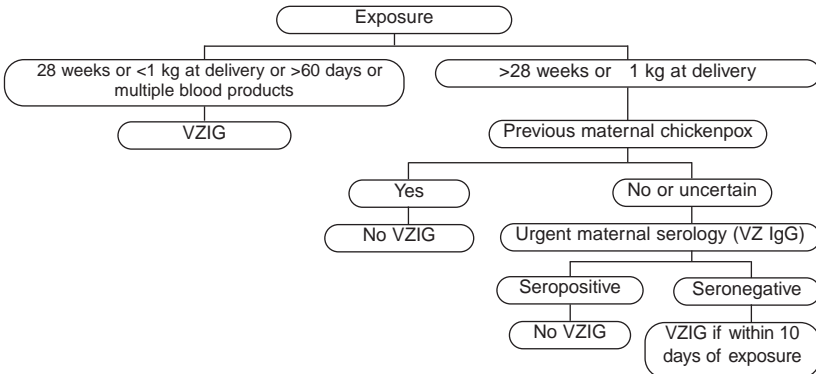 Exposure
28 weeks or <1 kg at delivery or >60 days or
multiple blood products
>28 weeks or 1 kg at delivery
VZIG
Previous maternal chickenpox
Yes
No or uncertain
No VZIG
Urgent maternal serology (VZ IgG)
Seropositive
Seronegative
No VZIG
VZIG if within 10
days of exposure